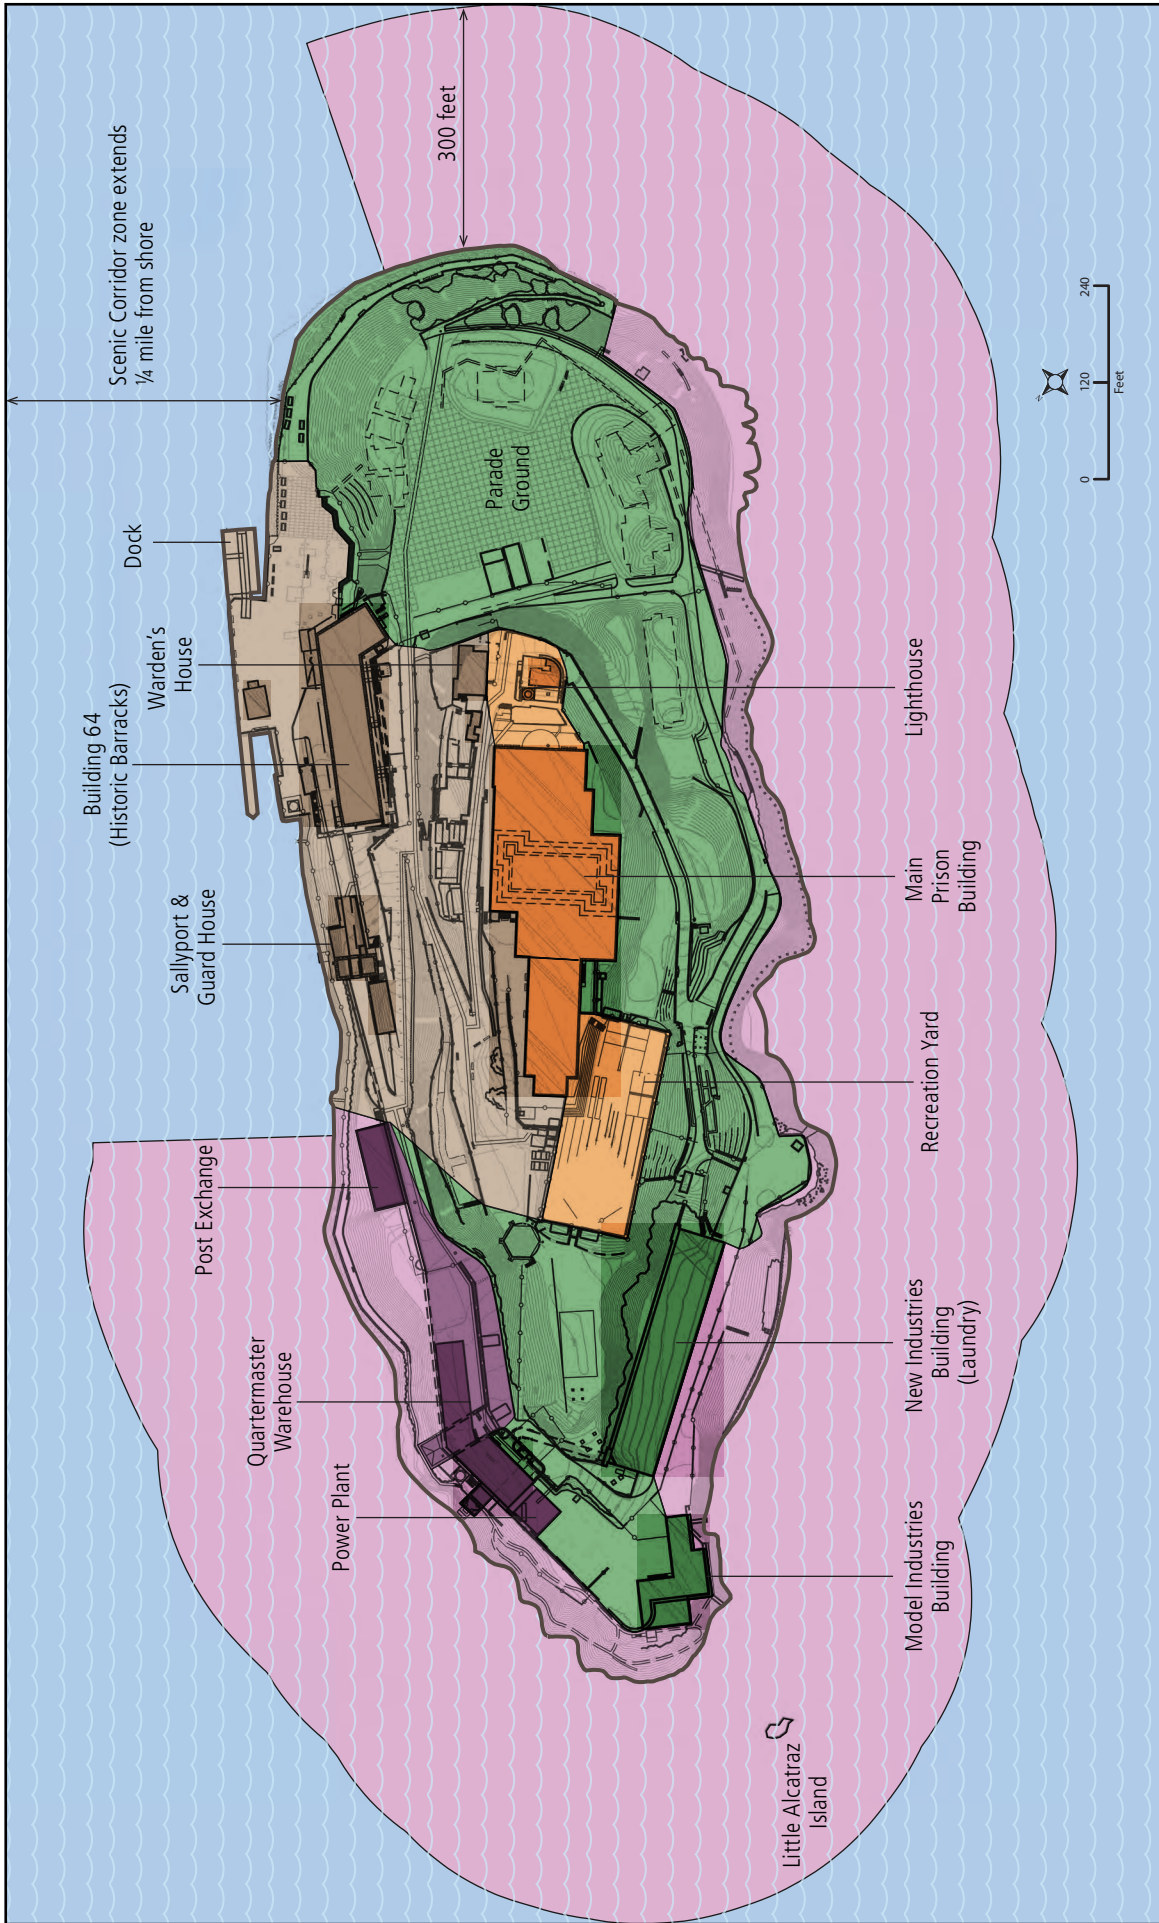 Scenic Corridor zone extends
¼ mile from shore
300 feet
Dock
Warden's
House
Building 64
(Historic Barracks)
Sallyport &
Guard House
Post Exchange
Quartermaster
Warehouse
Power Plant
Parade
Ground
Lighthouse
Main
Prison
Building
Recreation Yard
New Industries
Building
(Laundry)
Model Industries
Building
Little Alcatraz
Island
N
0 120 240
Feet